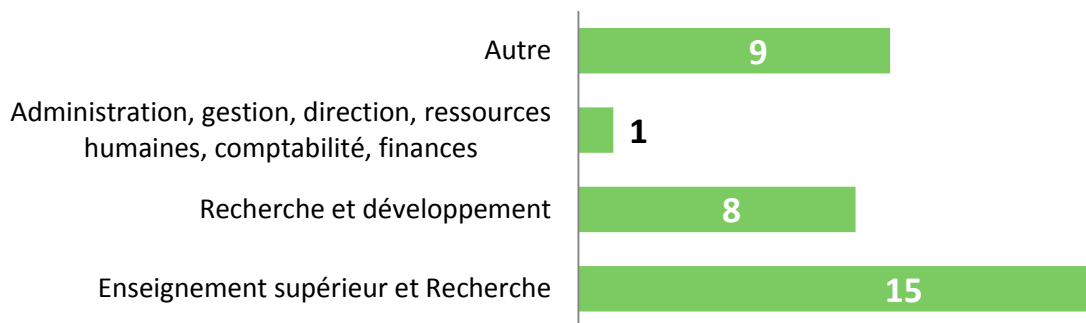 Autre
9
Administration, gestion, direction, ressources
humaines, comptabilité, finances
1
Recherche et développement
8
Enseignement supérieur et Recherche
15